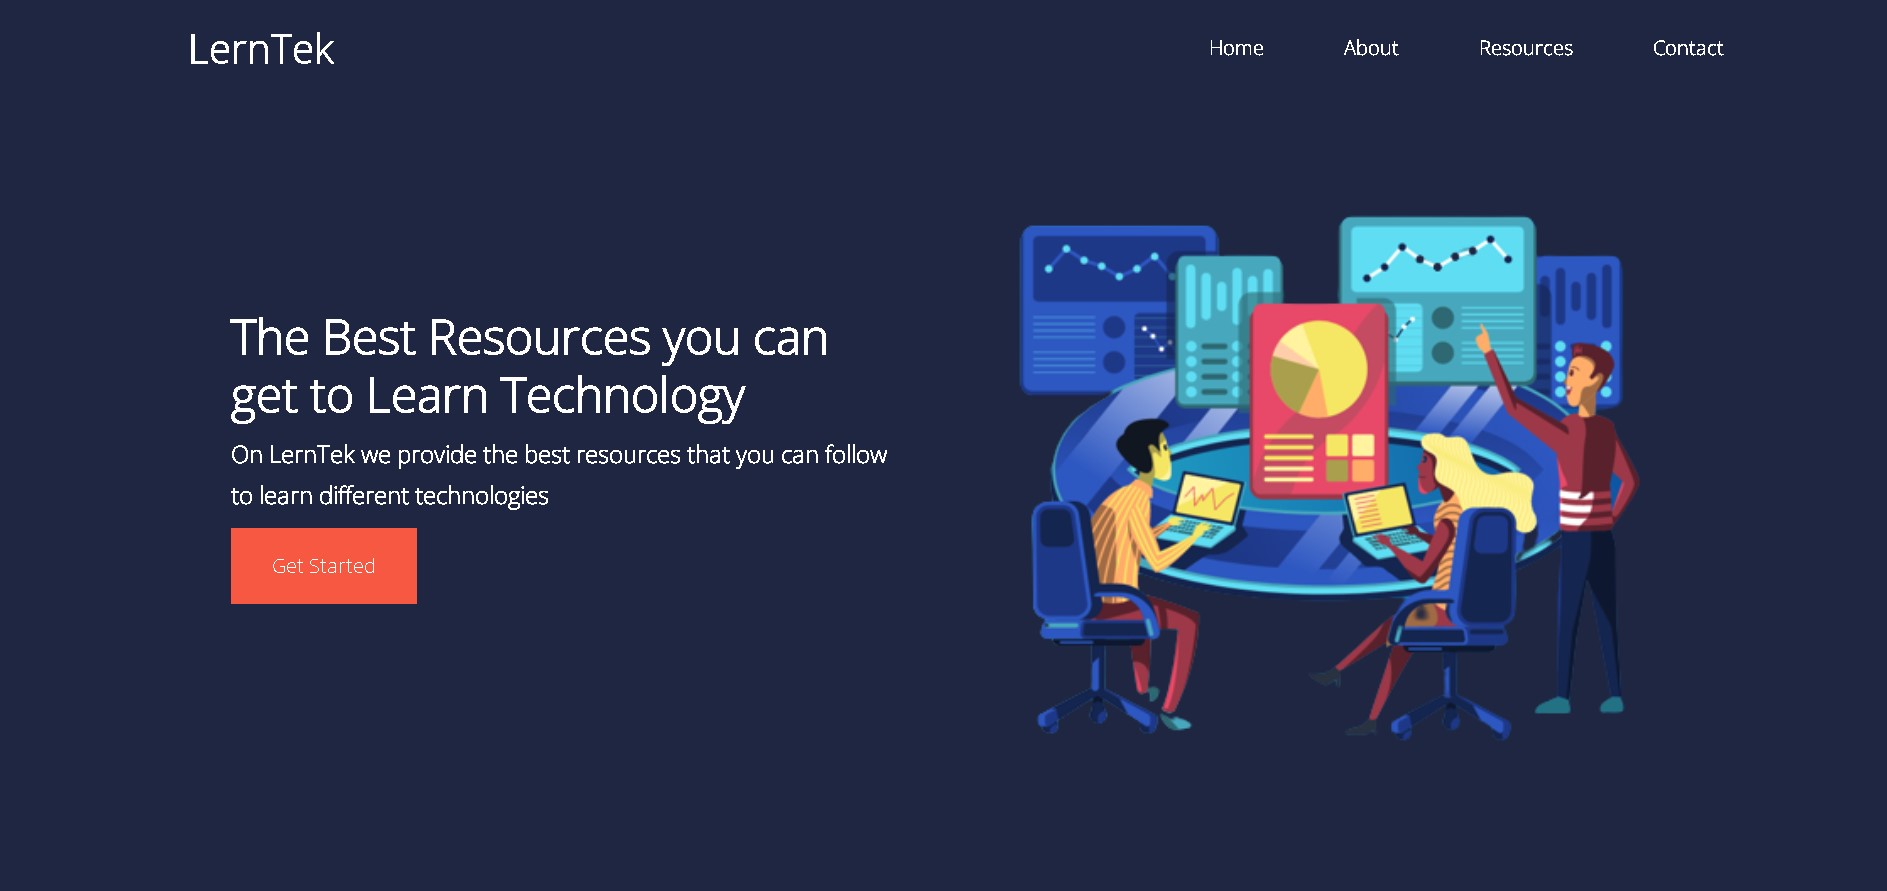 LernTek
Home
About
Resources
Contact
The Best Resources you can
get to Learn Technology
On LernTek we provide the best resources that you can follow
to learn different technologies
Get Started